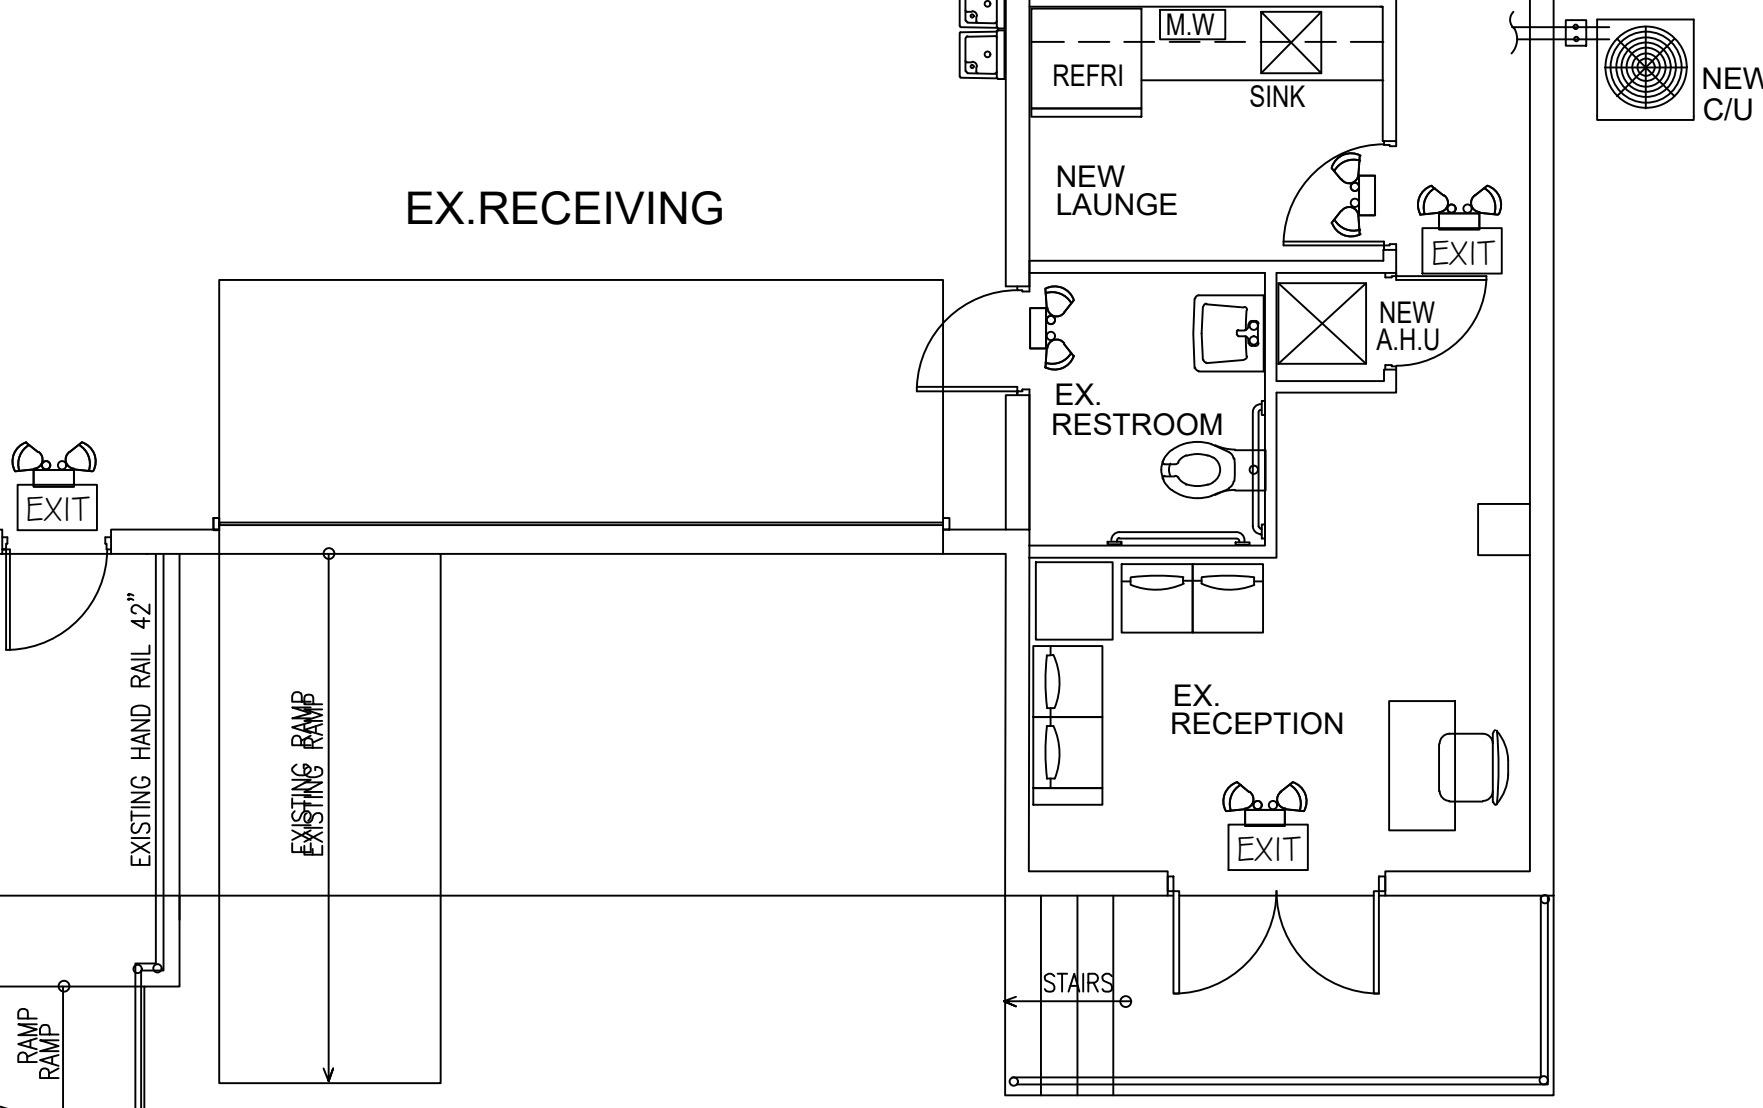 M.W
REFRI
SINK
NEW
C/U
NEW
LAUNGE
EX.RECEIVING
EXIT
NEW
A.H.U
EX.
RESTROOM
EXIT
EXISTING HAND RAIL 42"
EXISTING RAMP
EXISTING RAMP
EX.
RECEPTION
EXIT
STAIRS
RAMP
RAMP